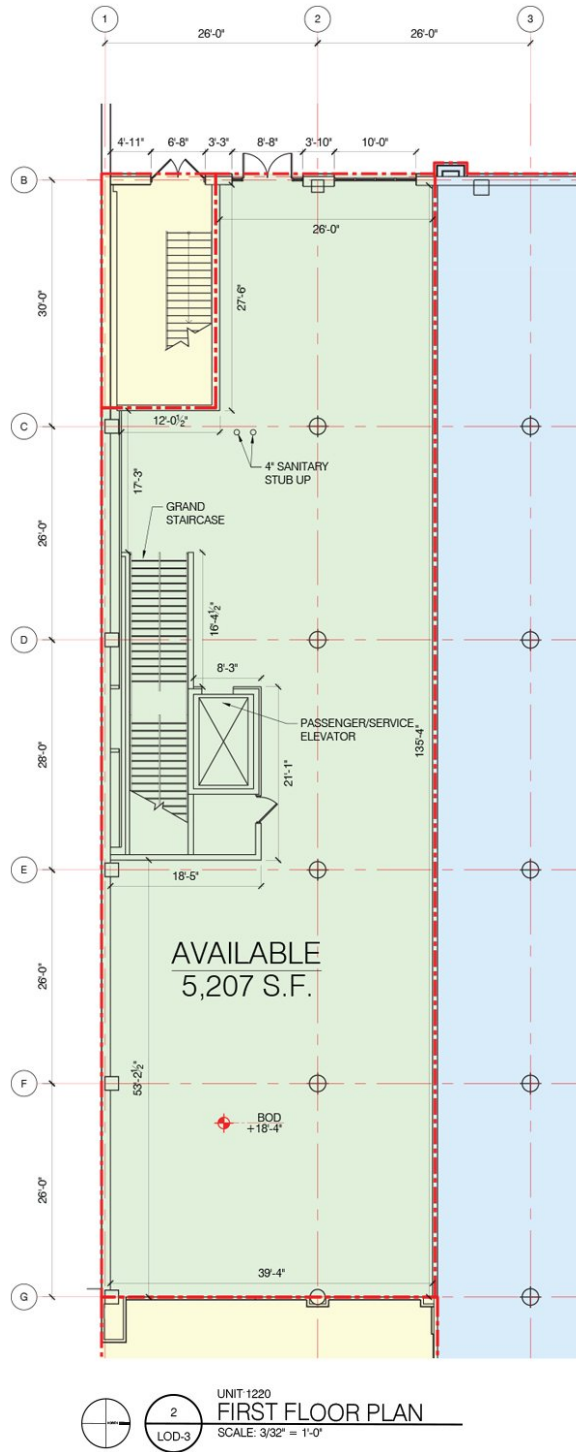 1
2
3
26'-0"
26'-0"
4'-11"
6'-8"
3'-3"
8'-8"
3'-10"
10'-0"
B
26'-0"
30'-0"
27'-6"
12'-0½"
C
4" SANITARY
STUB UP
17'-3"
GRAND
STAIRCASE
26'-0"
16'-4½"
D
8'-3"
PASSENGER/SERVICE
ELEVATOR
135'-4"
28'-0"
21'-1"
E
18'-5"
AVAILABLE
5,207 S.F.
26'-0"
53'-2½"
F
BOD
+18'-4"
26'-0"
39'-4"
G
UNIT 1220
2
FIRST FLOOR PLAN
LOD-3
SCALE: 3/32" = 1'-0"